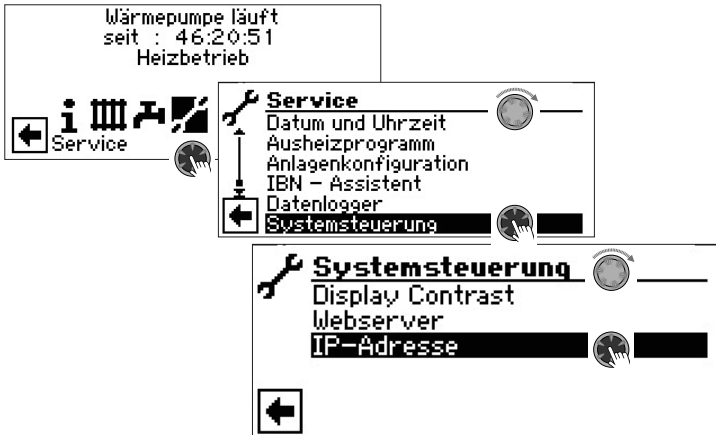 Wärmepumpe läuft
seit : 46:20:51
Heizbetrieb
Service
Service
Datum und Uhrzeit
Ausheizprogramm
Anlagenkonfiguration
IBN - Assistent
Datenlogger
Systemsteuerung
Systemsteuerung
Display Contrast
Webserver
IP-Adresse